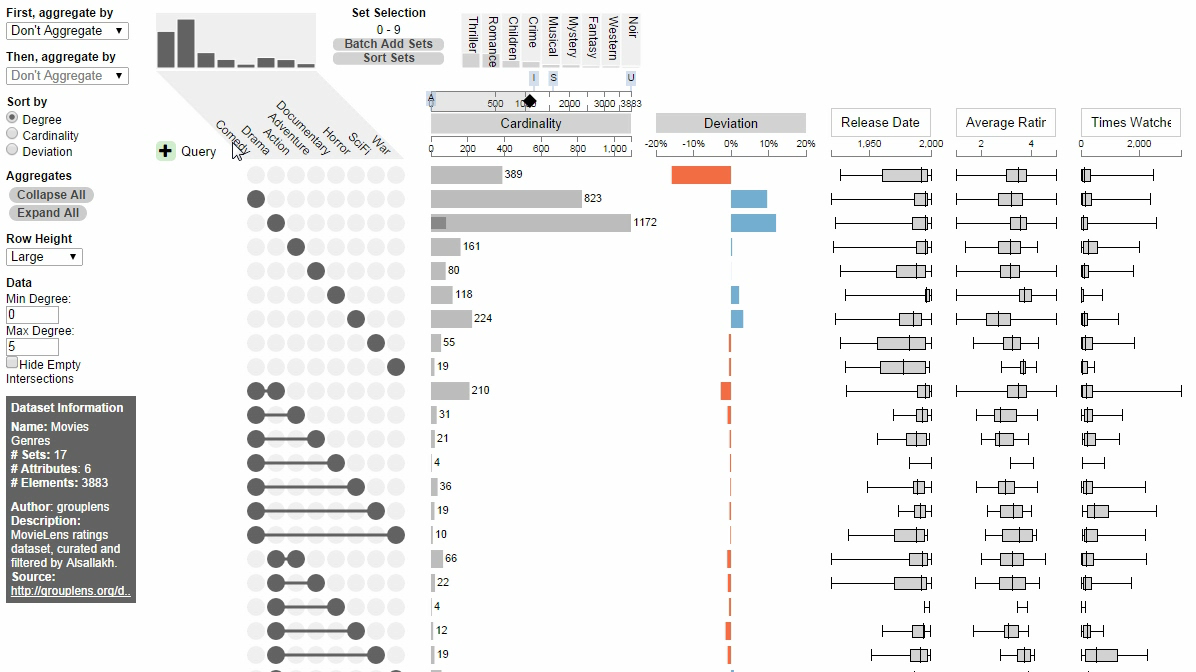 First, aggregate by
Don't Aggregate
Then, aggregate by
Don't Aggregate
Sort by
Degree
Cardinality
Deviation
Aggregates
Collapse All
Expand All
Row Height
Large
Data
Min Degree:
0
Max Degree:
5
Hide Empty
Intersections
Dataset Information
Name: Movies
Genres
# Sets: 17
# Attributes: 6
# Elements: 3883
Author: grouplens
Description:
MovieLens ratings
dataset, curated and
filtered by Alsallakh.
Source:
http://grouplens.org/d..
Query
Comedy
Drama
Action
Adventure
Documentary
Horror
SciFi
War
Set Selection
0 - 9
Batch Add Sets
Sort Sets
Thriller
Romance
Children
Crime
Musical
Mystery
Fantasy
Western
Noir
I S U
A
0 500 2000 3000 3883
Cardinality
0 200 400 600 800 1,000
Deviation
-20% -10% 0% 10% 20%
Release Date
1,950 2,000
Average Ratir
2 4
Times Watche
0 2,000
389
823
1172
161
80
118
224
55
19
210
31
21
4
36
19
10
66
22
4
12
19